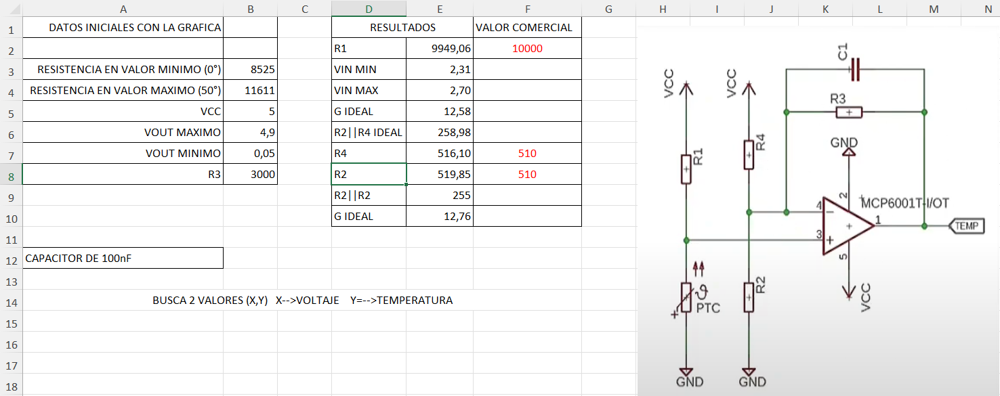 A B C D E F G H I J K L M N
1 DATOS INICIALES CON LA GRAFICA RESULTADOS VALOR COMERCIAL
2 R1 9949,06 10000
3 RESISTENCIA EN VALOR MINIMO (0°) 8525 VIN MIN 2,31
4 RESISTENCIA EN VALOR MAXIMO (50°) 11611 VIN MAX 2,70
5 VCC 5 G IDEAL 12,58
6 VOUT MAXIMO 4,9 R2||R4 IDEAL 258,98
7 VOUT MINIMO 0,05 R4 516,10 510
8 R3 3000 R2 519,85 510
9 R2||R2 255
10 G IDEAL 12,76
11
12 CAPACITOR DE 100nF
13
14 BUSCA 2 VALORES (X,Y) X-->VOLTAJE Y=-->TEMPERATURA
15
16
17
18
C1
VCC VCC
R3
R1 R4 GND
2
4 − MCP6001T-I/OT
+ 1 TEMP
3 +
5
ϑ
PTC R2 VCC
+
GND GND